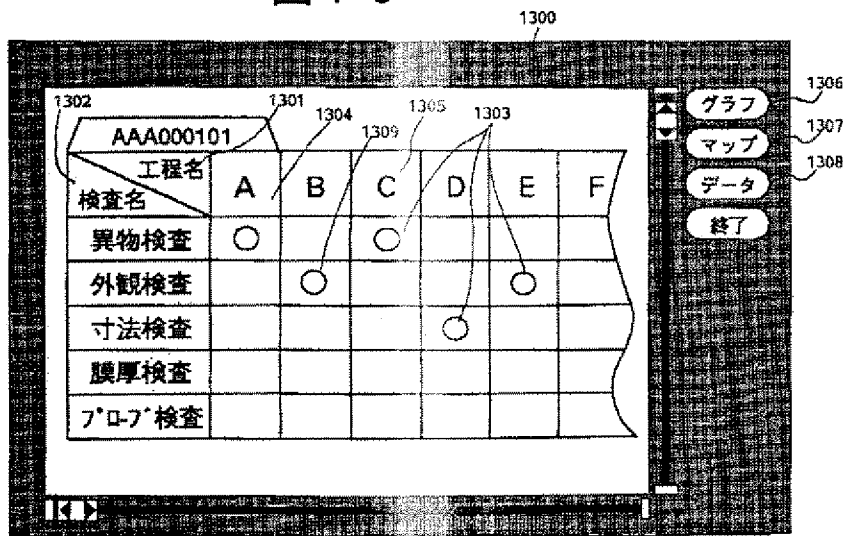 1300
1302
1301
1304
1305
1303
1306
1309
1307
1308
AAA000101
工程名
検査名
A B C D E F
異物検査 ○ ○
外観検査 ○ ○
寸法検査 ○
膜厚検査
プローブ検査
グラフ
マップ
データ
終了